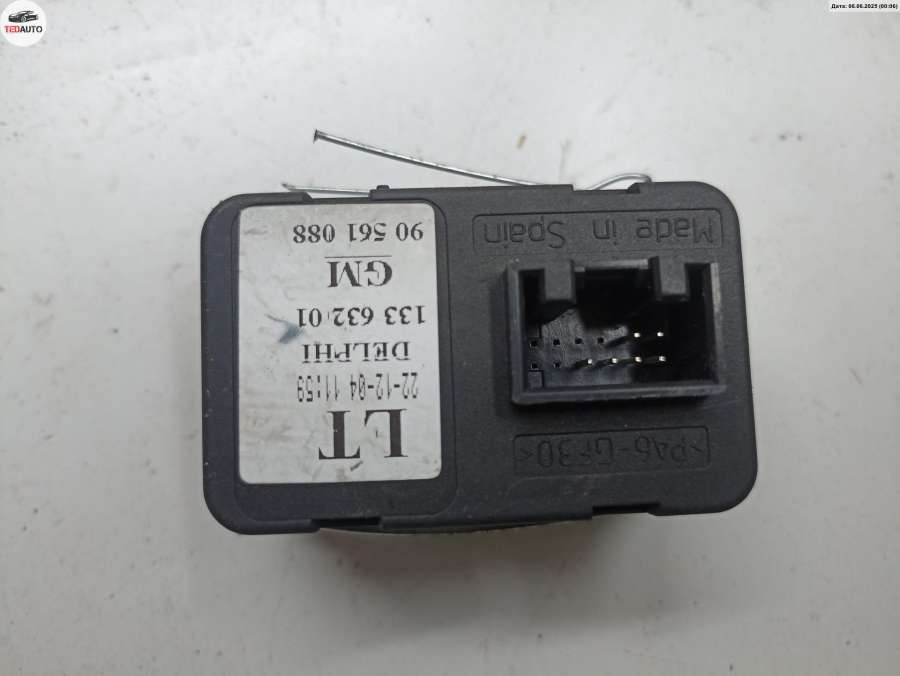 TEDAUTO
Дата: 06.06.2025 (00:06)
LT
22-12-04 11:59
DELPHI
133 632 01
GM
90 561 088
>PA6-GF30<
Made in Spain